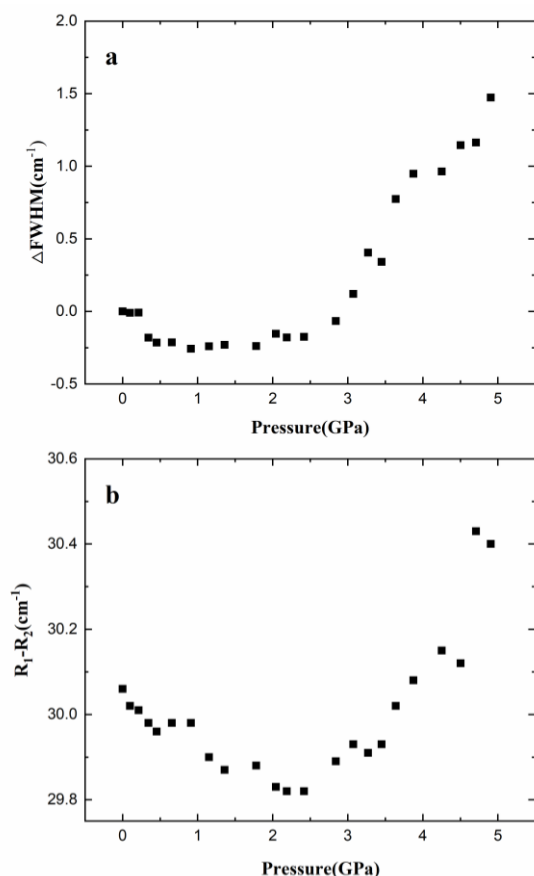 a
2.0
1.5
1.0
0.5
0.0
-0.5
△FWHM(cm⁻¹)
0 1 2 3 4 5
Pressure(GPa)
b
30.6
30.4
30.2
30.0
29.8
R₁-R₂(cm⁻¹)
0 1 2 3 4 5
Pressure(GPa)